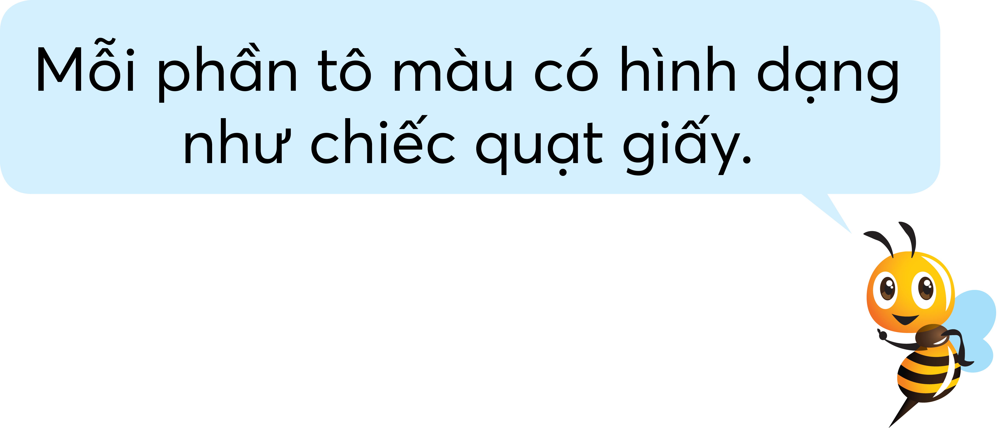 Mỗi phần tô màu có hình dạng
như chiếc quạt giấy.